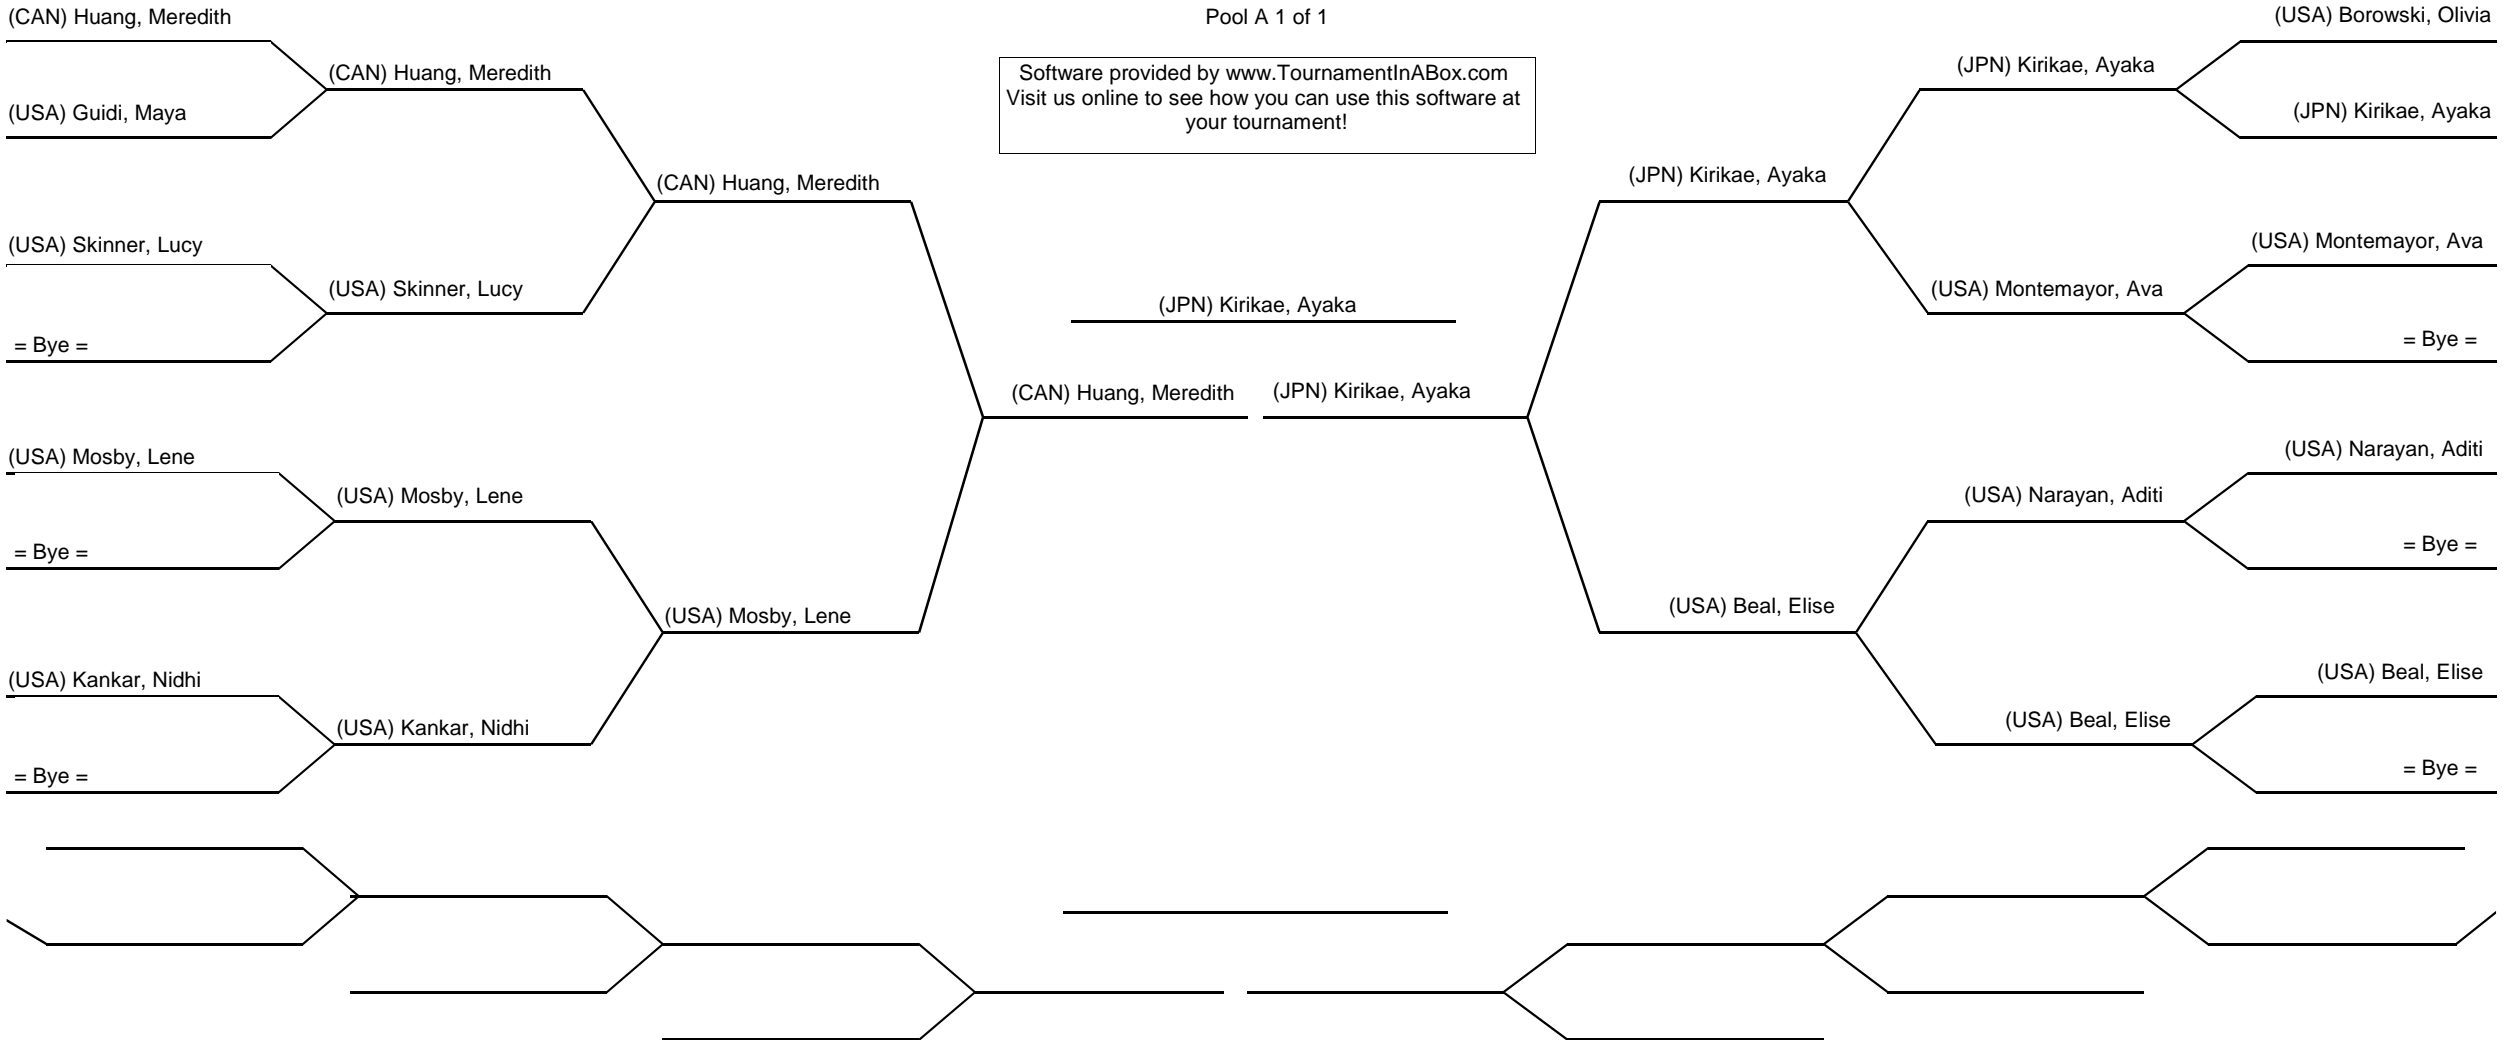 (CAN) Huang, Meredith
(USA) Guidi, Maya
(USA) Skinner, Lucy
= Bye =
(USA) Mosby, Lene
= Bye =
(USA) Kankar, Nidhi
= Bye =
(CAN) Huang, Meredith
(USA) Skinner, Lucy
(USA) Mosby, Lene
(USA) Kankar, Nidhi
(CAN) Huang, Meredith
(USA) Mosby, Lene
Pool A 1 of 1
Software provided by www.TournamentInABox.com
Visit us online to see how you can use this software at
your tournament!
(JPN) Kirikae, Ayaka
(CAN) Huang, Meredith
(JPN) Kirikae, Ayaka
(JPN) Kirikae, Ayaka
(USA) Beal, Elise
(JPN) Kirikae, Ayaka
(USA) Montemayor, Ava
(USA) Narayan, Aditi
(USA) Beal, Elise
(USA) Borowski, Olivia
(JPN) Kirikae, Ayaka
(USA) Montemayor, Ava
= Bye =
(USA) Narayan, Aditi
= Bye =
(USA) Beal, Elise
= Bye =